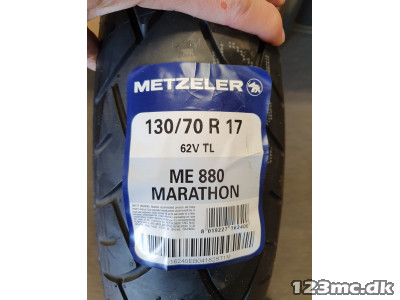 METZELER
130/70 R 17
62V TL
ME 880
MARATHON
123mc.dk